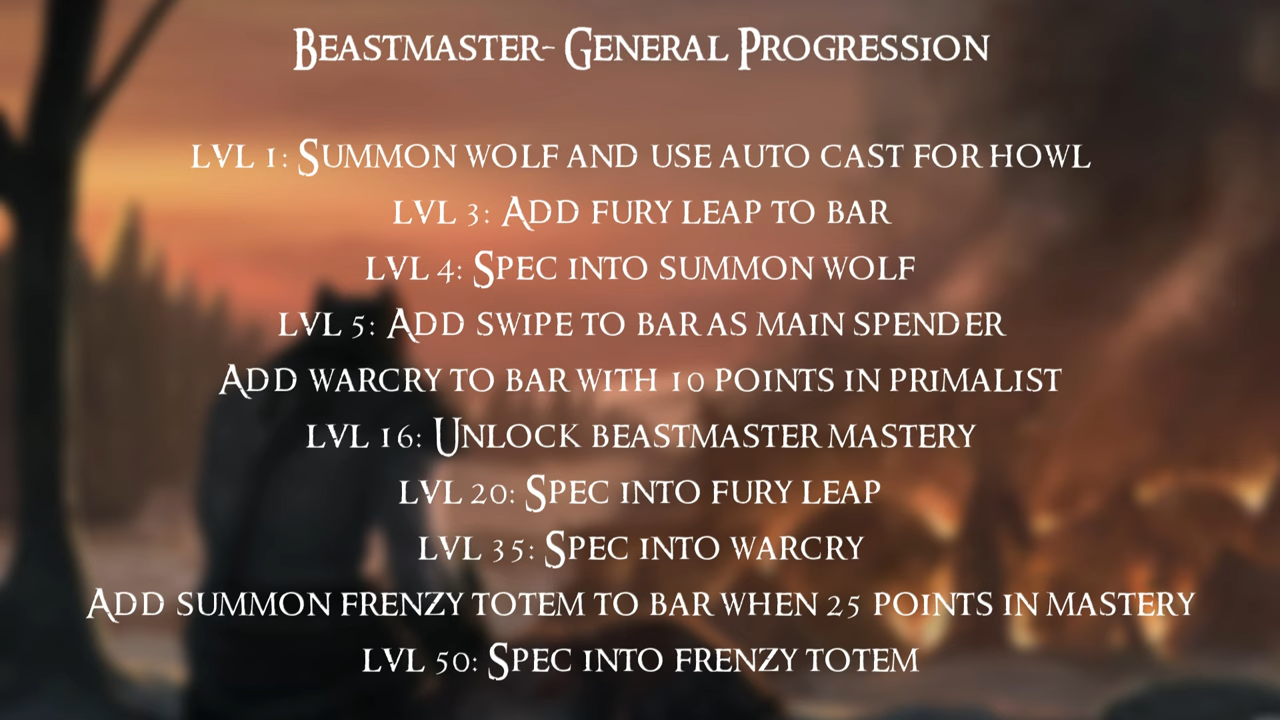 Beastmaster- General Progression
lvl 1: Summon wolf and use auto cast for howl
lvl 3: Add fury leap to bar
lvl 4: Spec into summon wolf
lvl 5: Add swipe to bar as main spender
Add warcry to bar with 10 points in primalist
lvl 16: Unlock beastmaster mastery
lvl 20: Spec into fury leap
lvl 35: Spec into warcry
Add summon frenzy totem to bar when 25 points in mastery
lvl 50: Spec into frenzy totem